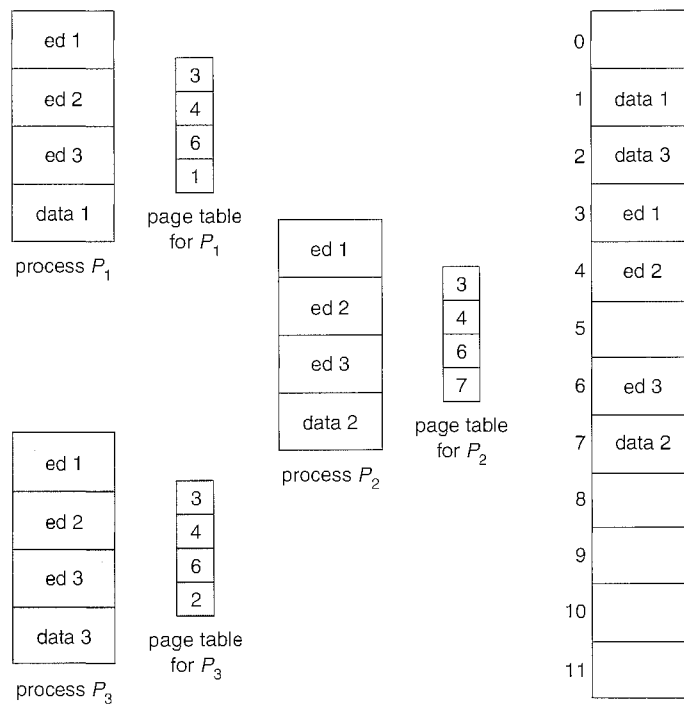 ed 1
ed 2
ed 3
data 1
process P1
3
4
6
1
page table
for P1
ed 1
ed 2
ed 3
data 2
process P2
3
4
6
7
page table
for P2
ed 1
ed 2
ed 3
data 3
process P3
3
4
6
2
page table
for P3
0
1 data 1
2 data 3
3 ed 1
4 ed 2
5
6 ed 3
7 data 2
8
9
10
11